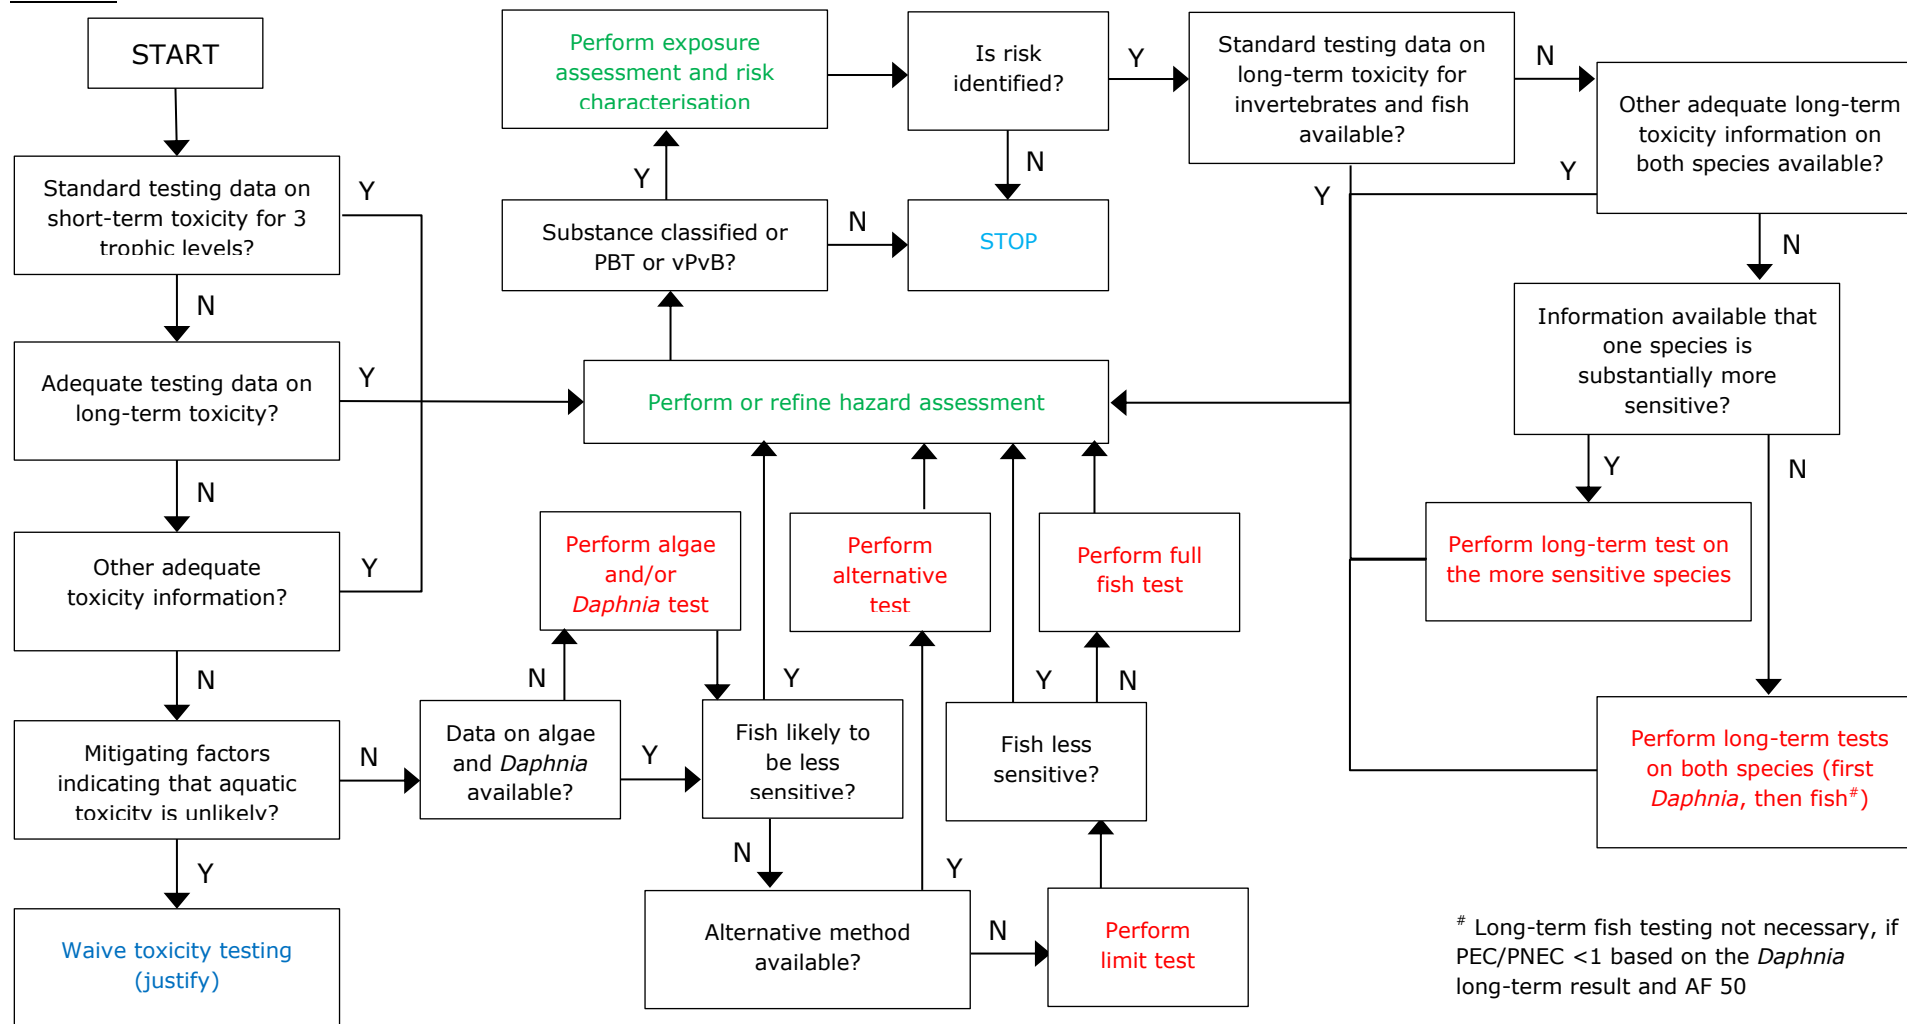 START
Standard testing data on
short-term toxicity for 3
trophic levels?
Y
N
Adequate testing data on
long-term toxicity?
Y
N
Other adequate
toxicity information?
Y
N
Mitigating factors
indicating that aquatic
toxicity is unlikely?
N
Y
Waive toxicity testing
(justify)
Perform exposure
assessment and risk
characterisation
Is risk
identified?
Y
N
Y
Substance classified or
PBT or vPvB?
N
STOP
Perform or refine hazard assessment
Standard testing data on
long-term toxicity for
invertebrates and fish
available?
N
Y
Other adequate long-term
toxicity information on
both species available?
Y
N
Information available that
one species is
substantially more
sensitive?
Y
N
Perform long-term test on
the more sensitive species
Perform long-term tests
on both species (first
Daphnia, then fish#)
Perform algae
and/or
Daphnia test
N
Data on algae
and Daphnia
available?
Y
Y
Fish likely to
be less
sensitive?
N
Perform
alternative
test
Y
Alternative method
available?
N
Perform full
fish test
Y
N
Fish less
sensitive?
Perform
limit test
# Long-term fish testing not necessary, if
PEC/PNEC <1 based on the Daphnia
long-term result and AF 50